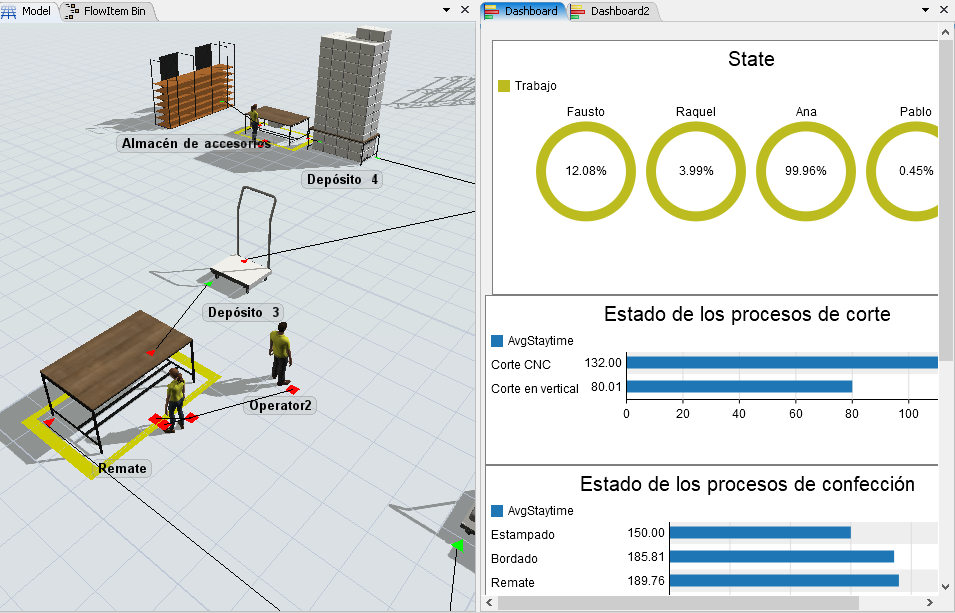 Model
FlowItem Bin
Dashboard
Dashboard2
Almacén de accesorios
Depósito 4
Depósito 3
Operator2
Remate
State
Trabajo
Fausto
Raquel
Ana
Pablo
12.08%
3.99%
99.96%
0.45%
Estado de los procesos de corte
AvgStaytime
Corte CNC 132.00
Corte en vertical 80.01
0 20 40 60 80 100
Estado de los procesos de confección
AvgStaytime
Estampado 150.00
Bordado 185.81
Remate 189.76